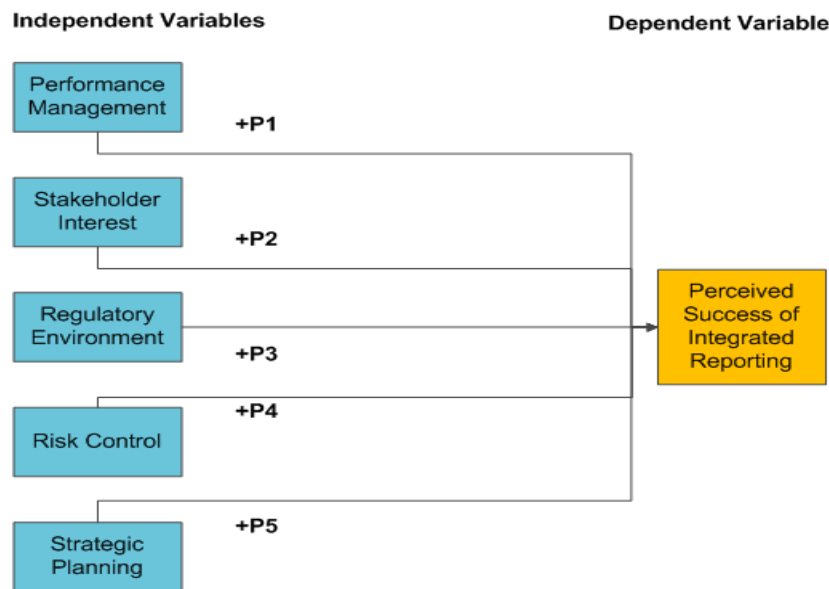 Independent Variables
Dependent Variable
Performance
Management
+P1
Stakeholder
Interest
+P2
Regulatory
Environment
+P3
Risk Control
+P4
Strategic
Planning
+P5
Perceived
Success of
Integrated
Reporting